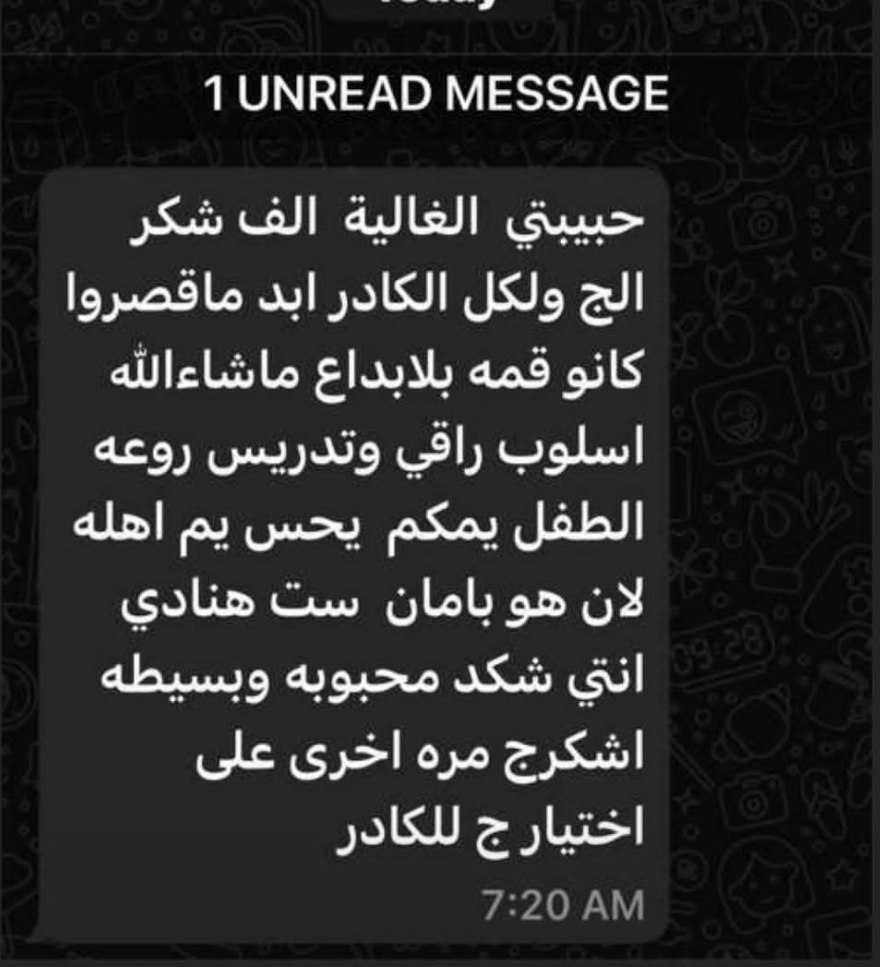 1 UNREAD MESSAGE
حبيبتي الغالية الف شكر
الج ولكل الكادر ابد ماقصروا
كانو قمه بلابداع ماشاءالله
اسلوب راقي وتدريس روعه
الطفل يمكم يحس يم اهله
لان هو بامان ست هنادي
انتي شكد محبوبه وبسيطه
اشكرج مره اخرى على
اختيار ج للكادر
7:20 AM